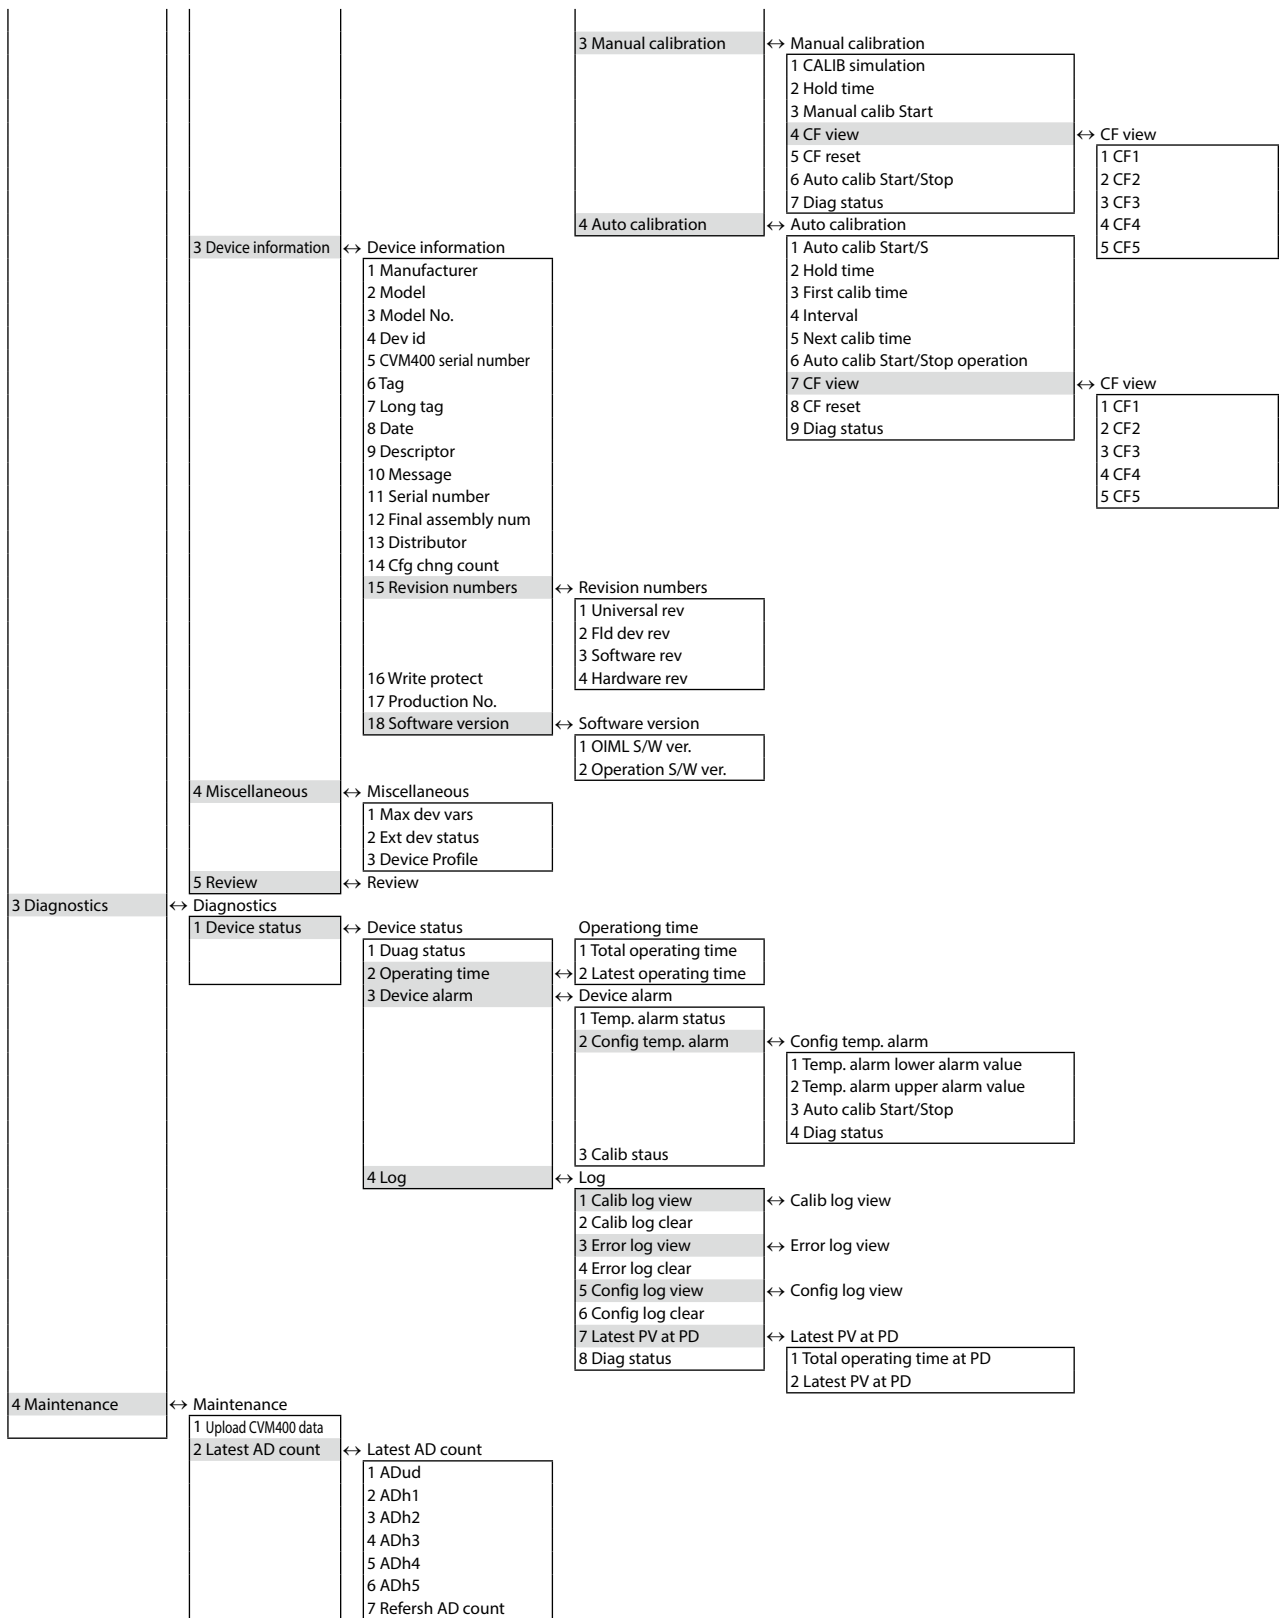 3 Manual calibration ↔ Manual calibration
1 CALIB simulation
2 Hold time
3 Manual calib Start
4 CF view ↔ CF view
5 CF reset 1 CF1
6 Auto calib Start/Stop 2 CF2
7 Diag status 3 CF3
4 Auto calibration ↔ Auto calibration 4 CF4
3 Device information ↔ Device information 1 Auto calib Start/S 5 CF5
1 Manufacturer 2 Hold time
2 Model 3 First calib time
3 Model No. 4 Interval
4 Dev id 5 Next calib time
5 CVM400 serial number 6 Auto calib Start/Stop operation
6 Tag 7 CF view ↔ CF view
7 Long tag 8 CF reset 1 CF1
8 Date 9 Diag status 2 CF2
9 Descriptor 3 CF3
10 Message 4 CF4
11 Serial number 5 CF5
12 Final assembly num
13 Distributor
14 Cfg chng count
15 Revision numbers ↔ Revision numbers
1 Universal rev
2 Fld dev rev
3 Software rev
16 Write protect 4 Hardware rev
17 Production No.
18 Software version ↔ Software version
1 OIML S/W ver.
2 Operation S/W ver.
4 Miscellaneous ↔ Miscellaneous
1 Max dev vars
2 Ext dev status
3 Device Profile
5 Review ↔ Review
3 Diagnostics ↔ Diagnostics
1 Device status ↔ Device status Operationg time
1 Duag status 1 Total operating time
2 Operating time ↔ 2 Latest operating time
3 Device alarm ↔ Device alarm
1 Temp. alarm status
2 Config temp. alarm ↔ Config temp. alarm
1 Temp. alarm lower alarm value
2 Temp. alarm upper alarm value
3 Auto calib Start/Stop
4 Diag status
3 Calib staus
4 Log ↔ Log
1 Calib log view ↔ Calib log view
2 Calib log clear
3 Error log view ↔ Error log view
4 Error log clear
5 Config log view ↔ Config log view
6 Config log clear
7 Latest PV at PD ↔ Latest PV at PD
8 Diag status 1 Total operating time at PD
2 Latest PV at PD
4 Maintenance ↔ Maintenance
1 Upload CVM400 data
2 Latest AD count ↔ Latest AD count
1 ADud
2 ADh1
3 ADh2
4 ADh3
5 ADh4
6 ADh5
7 Refersh AD count